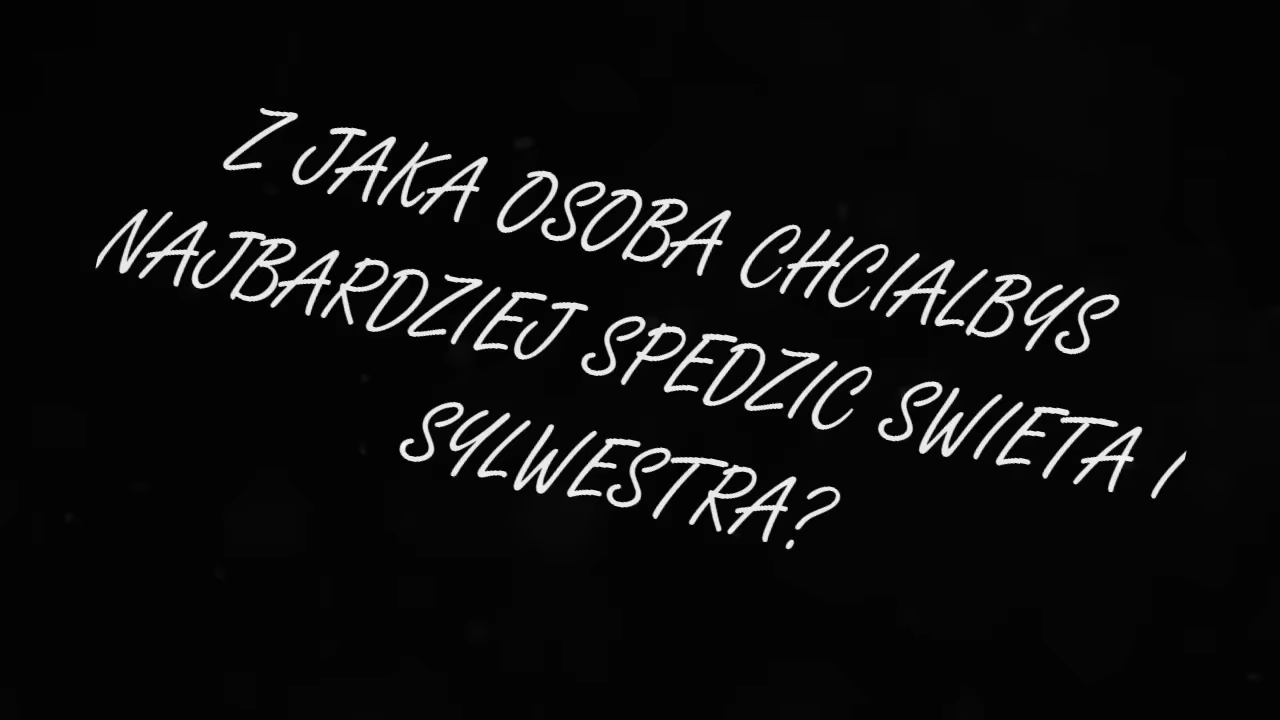 Z JAKA OSOBA CHCIALBYS
NAJBARDZIEJ SPEDZIC SWIETA I
SYLWESTRA?